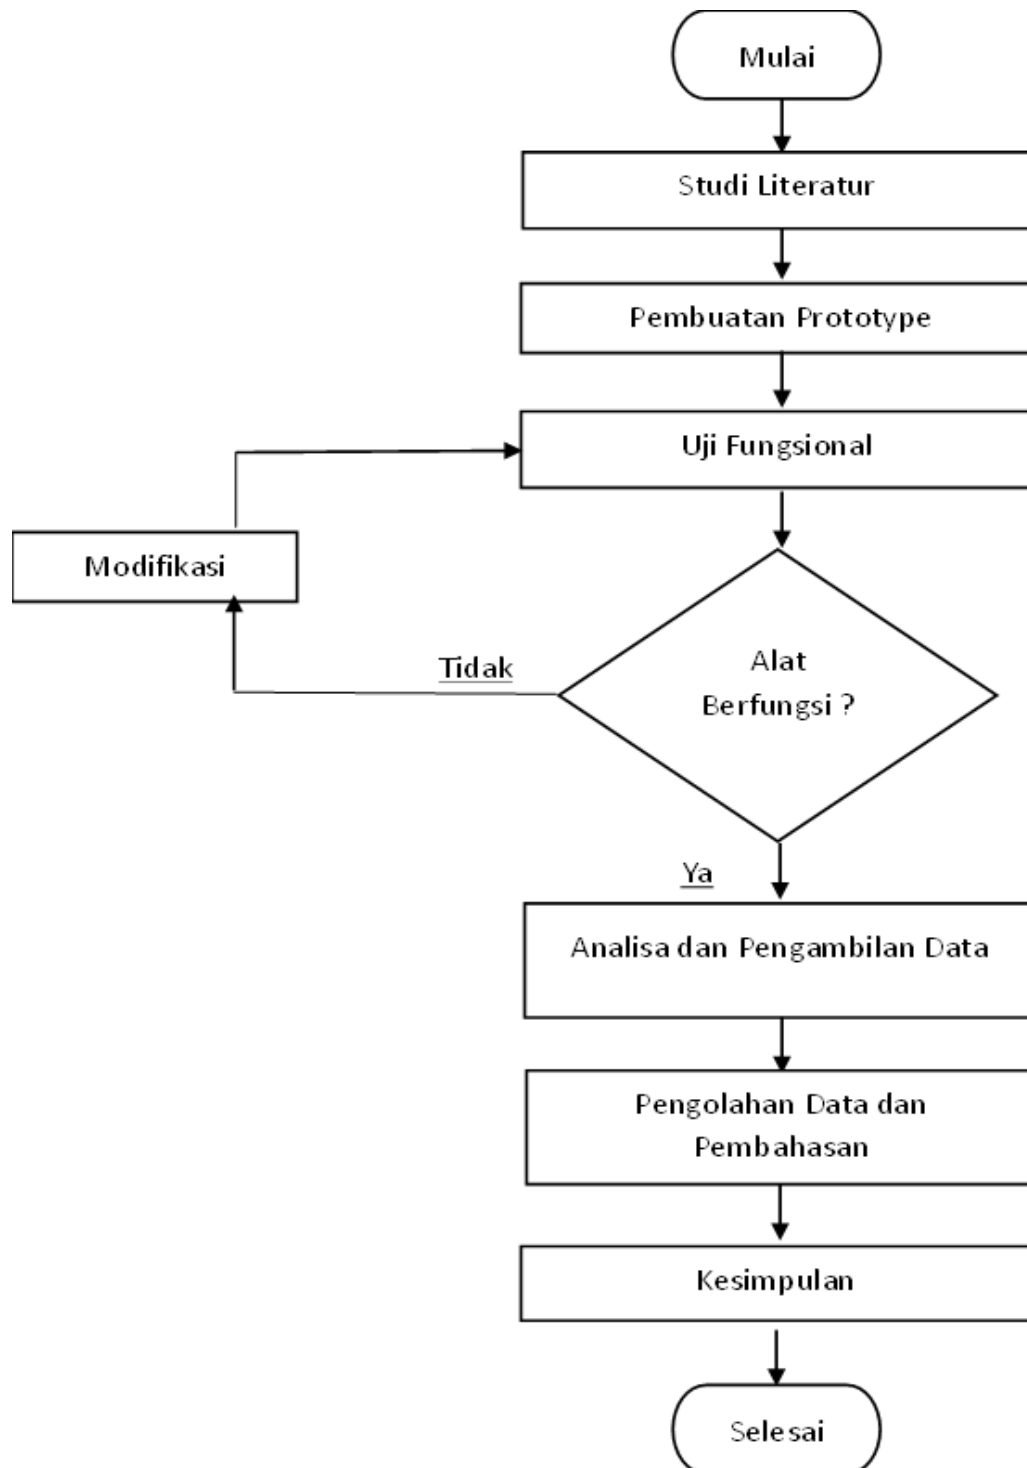 Mulai
Studi Literatur
Pembuatan Prototype
Uji Fungsional
Modifikasi
Tidak
Alat
Berfungsi ?
Ya
Analisa dan Pengambilan Data
Pengolahan Data dan
Pembahasan
Kesimpulan
Selesai